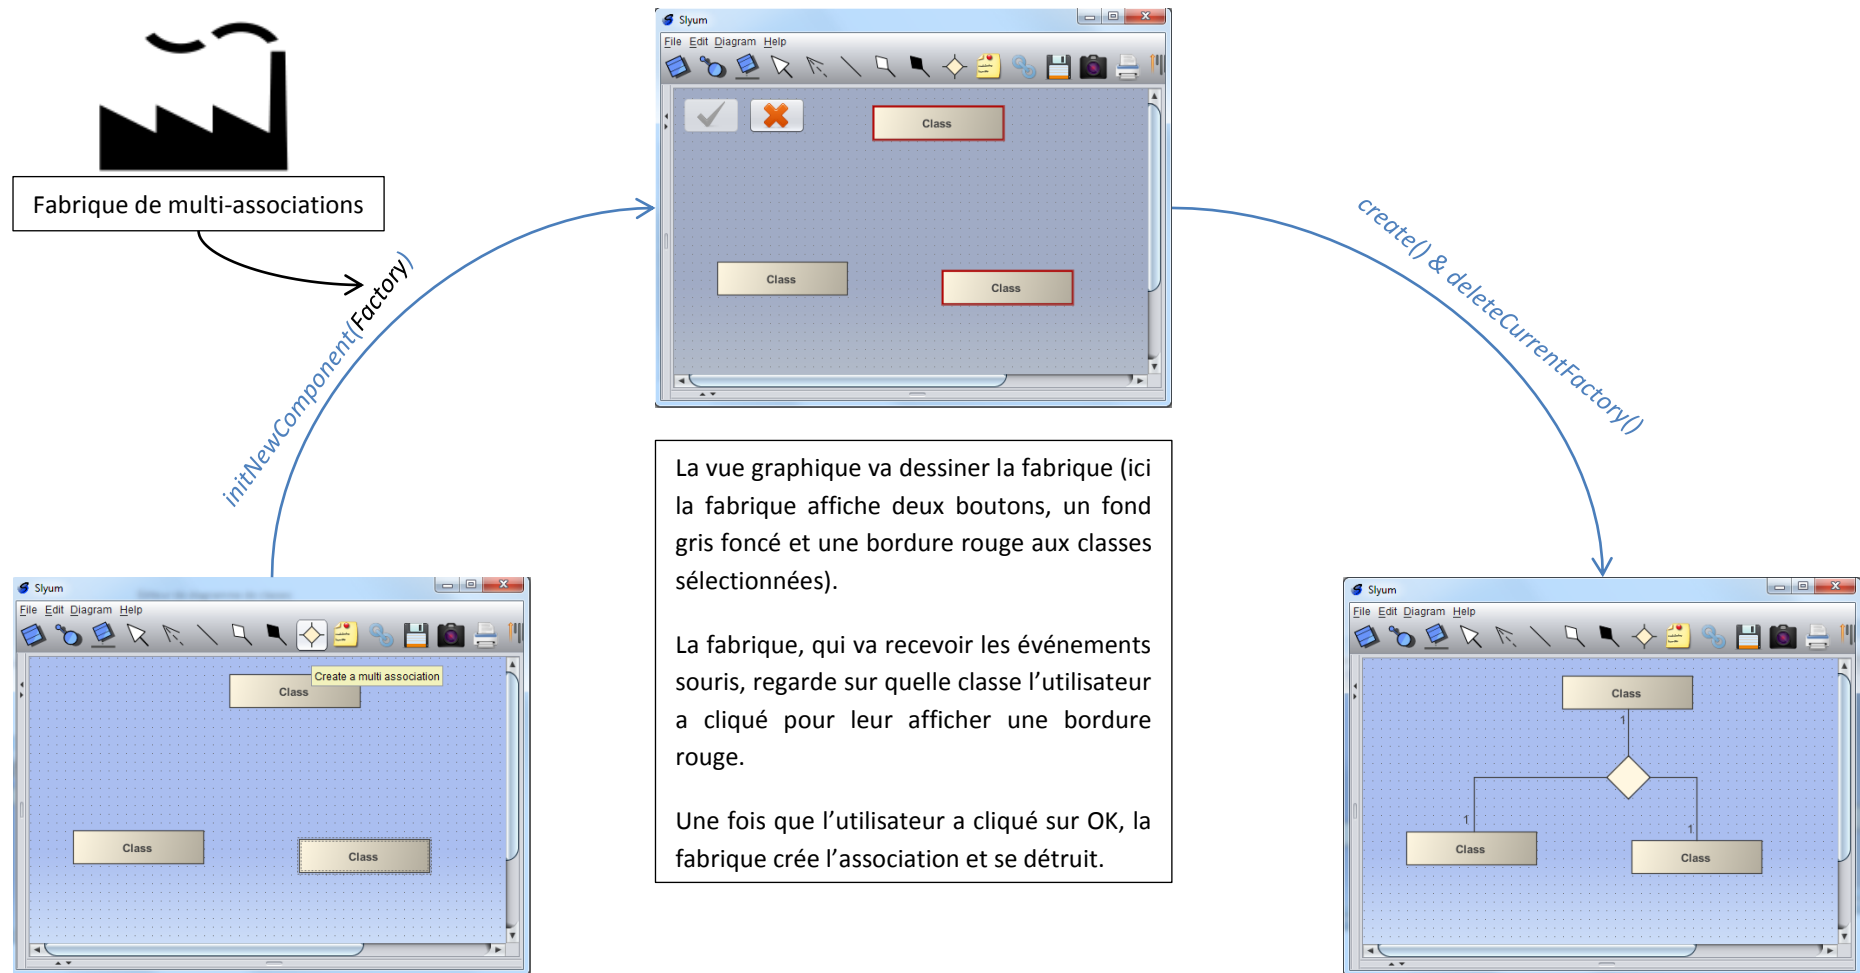 Fabrique de multi-associations
initNewComponent(Factory)
Slyum
File Edit Diagram Help
Class
Class
Class
create() & deleteCurrentFactory()
La vue graphique va dessiner la fabrique (ici
la fabrique affiche deux boutons, un fond
gris foncé et une bordure rouge aux classes
sélectionnées).
La fabrique, qui va recevoir les événements
souris, regarde sur quelle classe l’utilisateur
a cliqué pour leur afficher une bordure
rouge.
Une fois que l’utilisateur a cliqué sur OK, la
fabrique crée l’association et se détruit.
Slyum
File Edit Diagram Help
Create a multi association
Class
Class
Class
Slyum
File Edit Diagram Help
Class
1
1
1
Class
Class